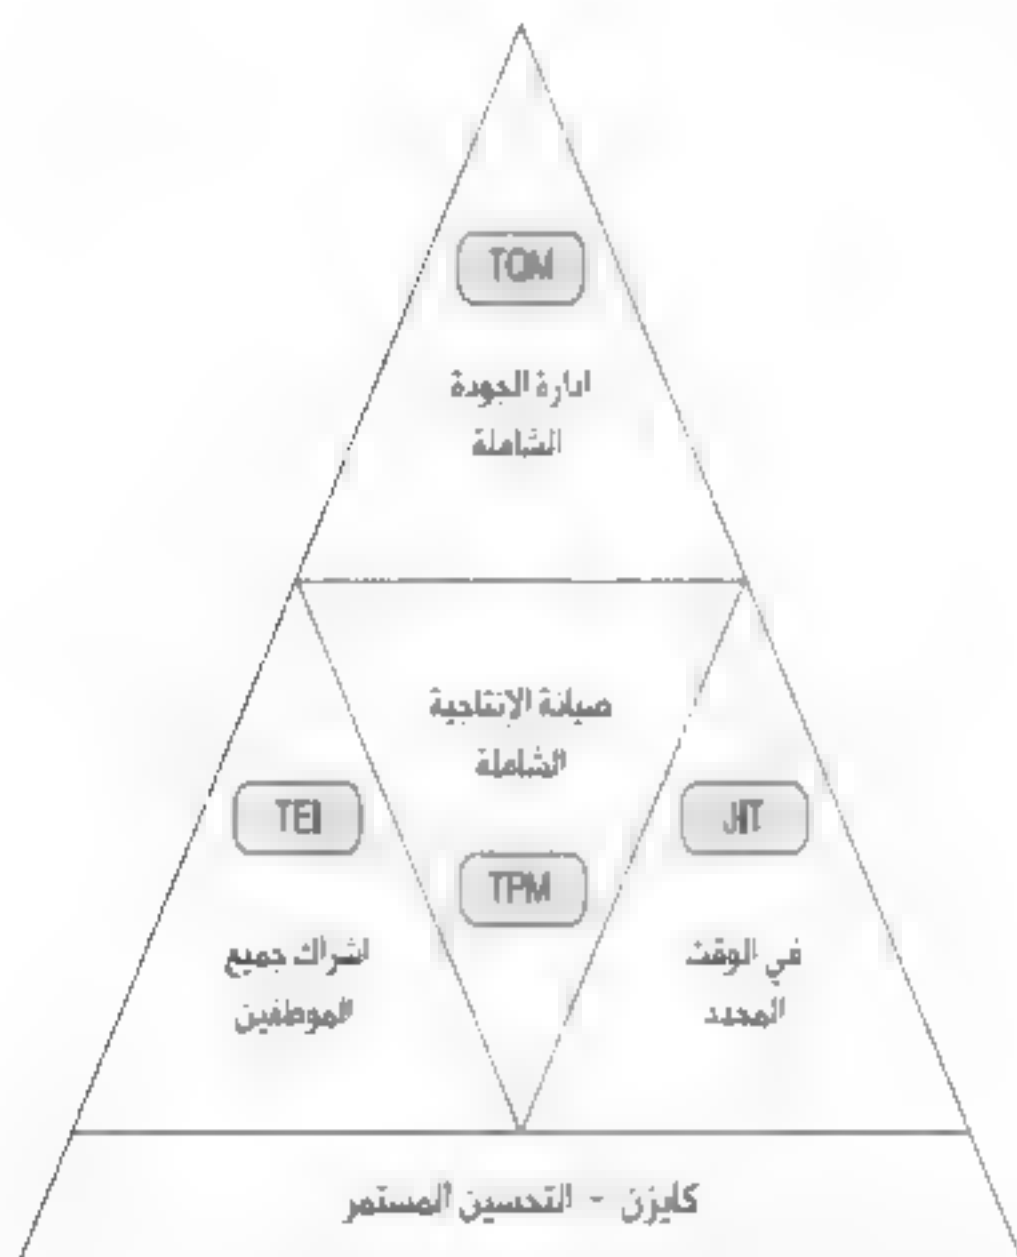 TQM
ادارة الجودة
الشاملة
صيانة الإنتاجية
الشاملة
TPM
JIT
في الوقت
المحدد
TEI
اشراك جميع
الموظفين
كايزن - التحسين المستمر